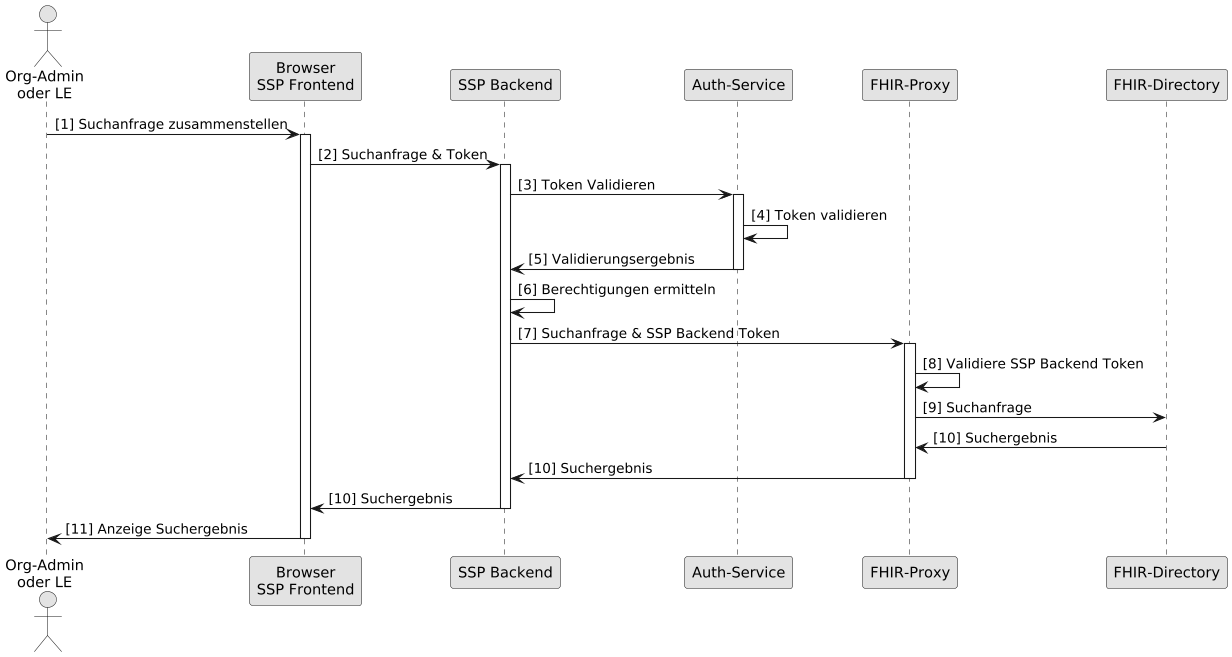 Org-Admin
oder LE
Browser
SSP Frontend
SSP Backend
Auth-Service
FHIR-Proxy
FHIR-Directory
[1] Suchanfrage zusammenstellen
[2] Suchanfrage & Token
[3] Token Validieren
[4] Token validieren
[5] Validierungsergebnis
[6] Berechtigungen ermitteln
[7] Suchanfrage & SSP Backend Token
[8] Validiere SSP Backend Token
[9] Suchanfrage
[10] Suchergebnis
[10] Suchergebnis
[10] Suchergebnis
[11] Anzeige Suchergebnis
Org-Admin
oder LE
Browser
SSP Frontend
SSP Backend
Auth-Service
FHIR-Proxy
FHIR-Directory